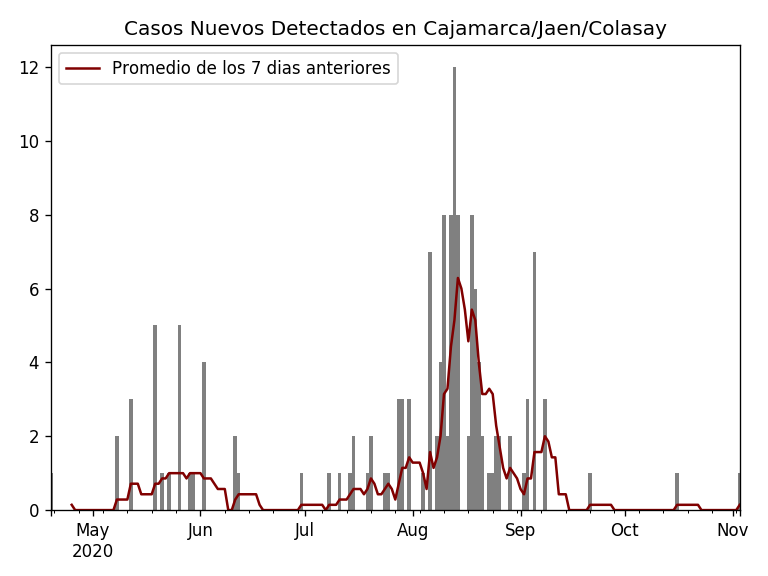 Casos Nuevos Detectados en Cajamarca/Jaen/Colasay
Promedio de los 7 dias anteriores
12
10
8
6
4
2
0
May Jun Jul Aug Sep Oct Nov
2020